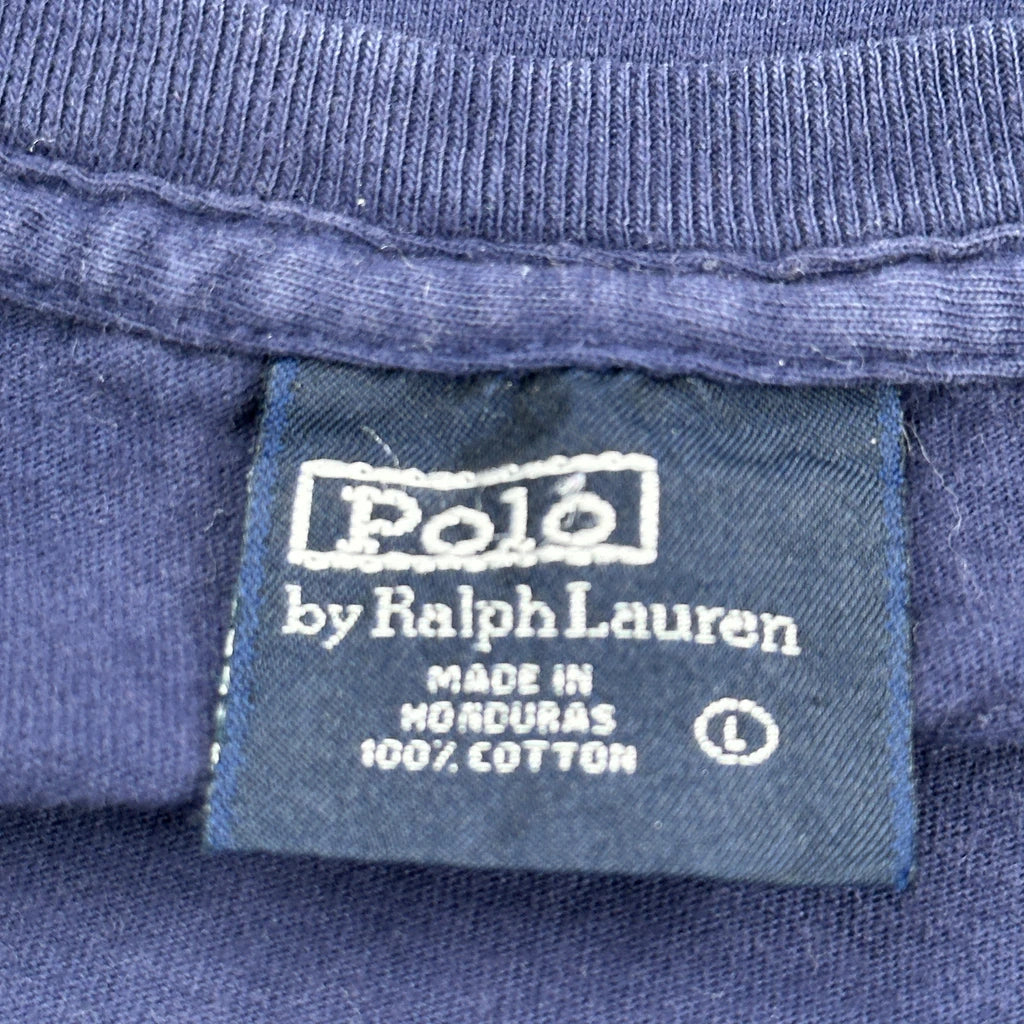 Polo
by Ralph Lauren
MADE IN
HONDURAS
100% COTTON
L